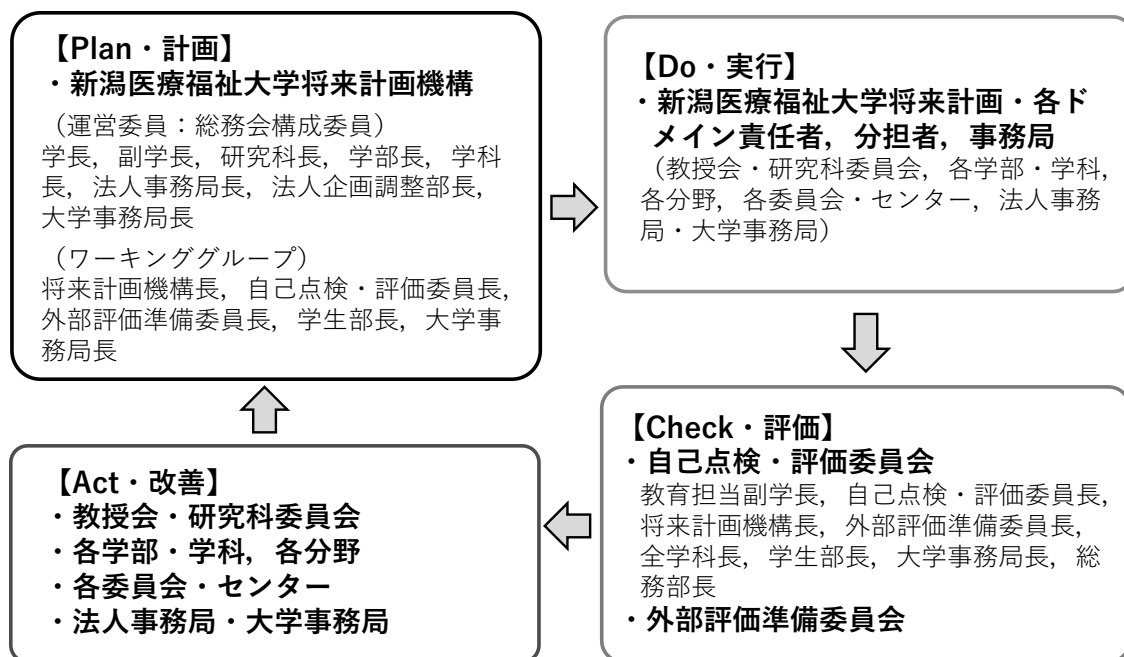 【Plan・計画】
・新潟医療福祉大学将来計画機構
（運営委員：総務会構成委員）
学長，副学長，研究科長，学部長，学科
長，法人事務局長，法人企画調整部長，
大学事務局長
（ワーキンググループ）
将来計画機構長，自己点検・評価委員長，
外部評価準備委員長，学生部長，大学事
務局長
【Do・実行】
・新潟医療福祉大学将来計画・各ド
メイン責任者，分担者，事務局
（教授会・研究科委員会，各学部・学科，
各分野，各委員会・センター，法人事務
局・大学事務局）
【Check・評価】
・自己点検・評価委員会
教育担当副学長，自己点検・評価委員長，
将来計画機構長，外部評価準備委員長，
全学科長，学生部長，大学事務局長，総
務部長
・外部評価準備委員会
【Act・改善】
・教授会・研究科委員会
・各学部・学科，各分野
・各委員会・センター
・法人事務局・大学事務局